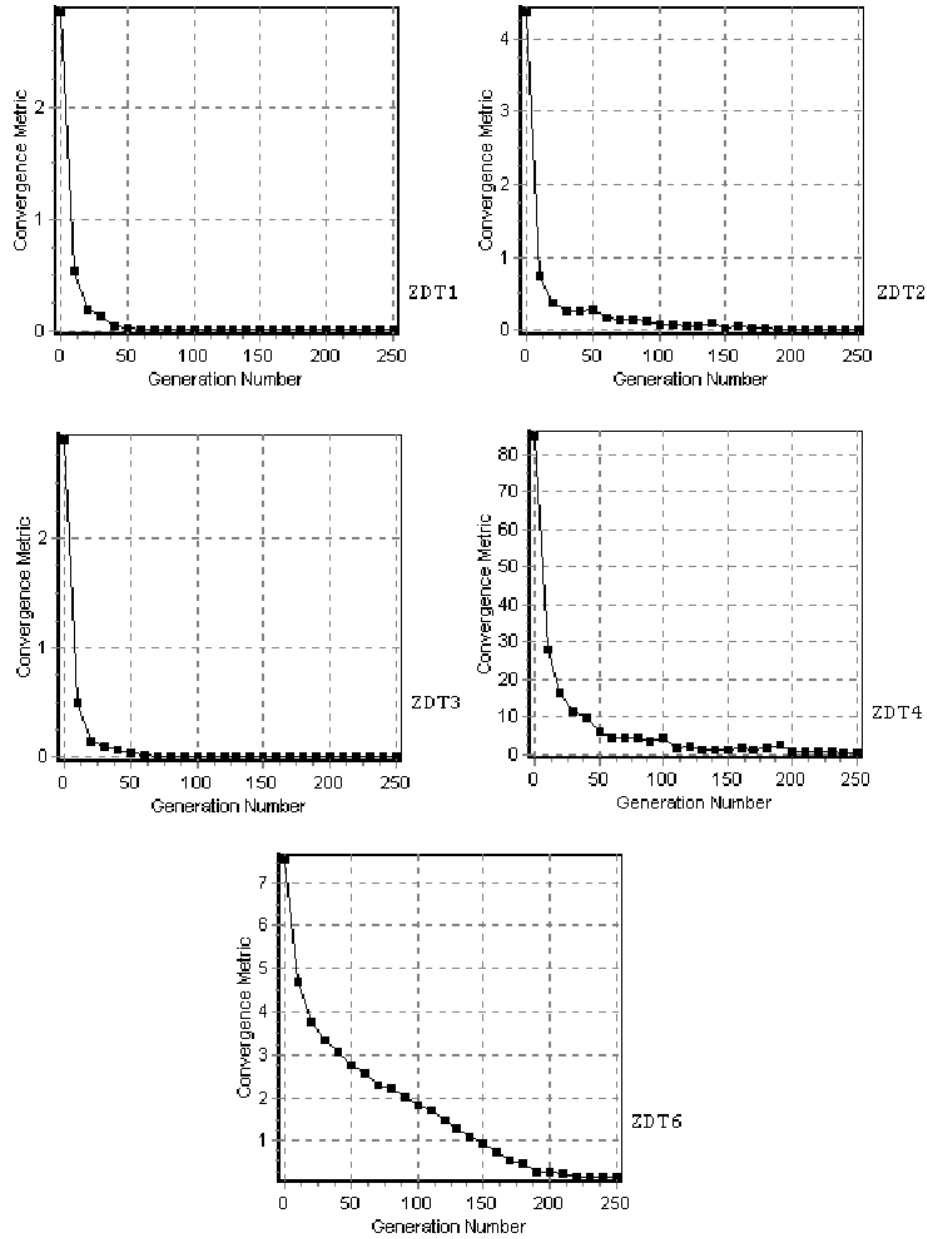 Convergence Metric
2
1
0
0 50 100 150 200 250
Generation Number
ZDT1
Convergence Metric
4
3
2
1
0
0 50 100 150 200 250
Generation Number
ZDT2
Convergence Metric
2
1
0
0 50 100 150 200 250
Generation Number
ZDT3
Convergence Metric
80
70
60
50
40
30
20
10
0
0 50 100 150 200 250
Generation Number
ZDT4
Convergence Metric
7
6
5
4
3
2
1
0 50 100 150 200 250
Generation Number
ZDT6